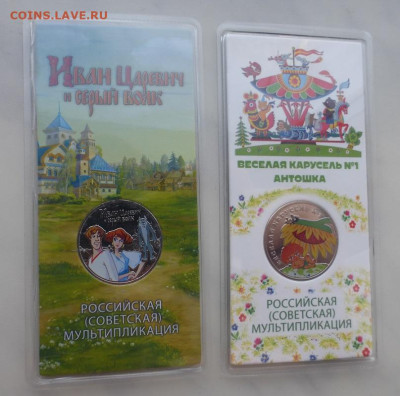 COINS.LAVE.RU
Иван Царевич
и серый волк
РОССИЙСКАЯ
(СОВЕТСКАЯ)
МУЛЬТИПЛИКАЦИЯ
ВЕСЕЛАЯ КАРУСЕЛЬ №1
АНТОШКА
РОССИЙСКАЯ
(СОВЕТСКАЯ)
МУЛЬТИПЛИКАЦИЯ